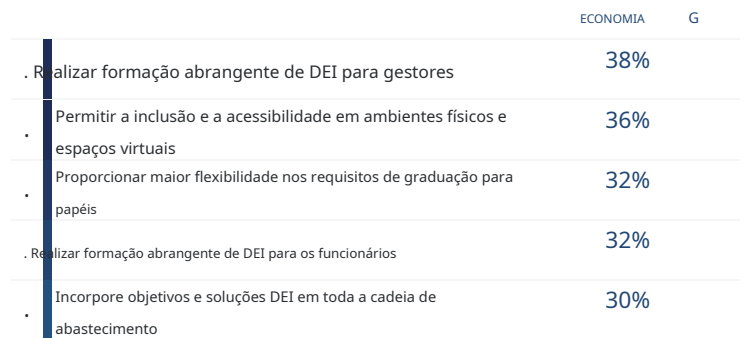 ECONOMIA G
. Realizar formação abrangente de DEI para gestores 38%
. Permitir a inclusão e a acessibilidade em ambientes físicos e 36%
espaços virtuais
. Proporcionar maior flexibilidade nos requisitos de graduação para 32%
papéis
. Realizar formação abrangente de DEI para os funcionários 32%
. Incorpore objetivos e soluções DEI em toda a cadeia de 30%
abastecimento